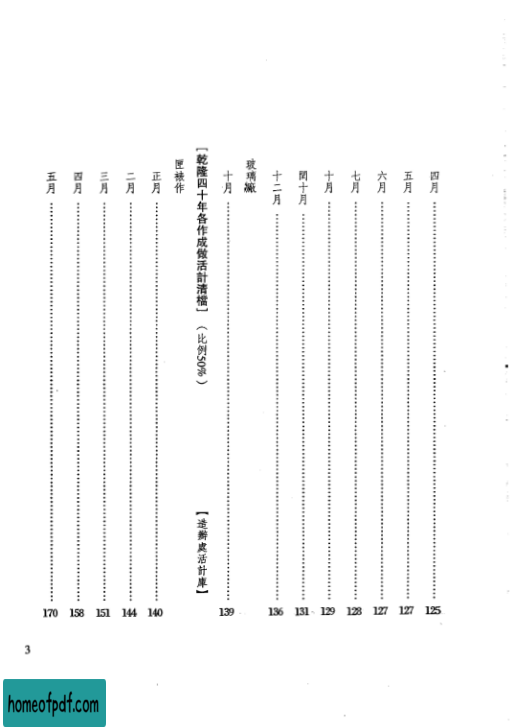 四月 125
五月 127
六月 127
七月 128
十月 129
閏十月 131
十二月 136
玻璃廠
十月 139
[乾隆四十年各作成做活計清檔] (比例50%) 【造辦處活計庫】
匣裱作
正月 140
二月 144
三月 151
四月 158
五月 170
3
homeofpdf.com